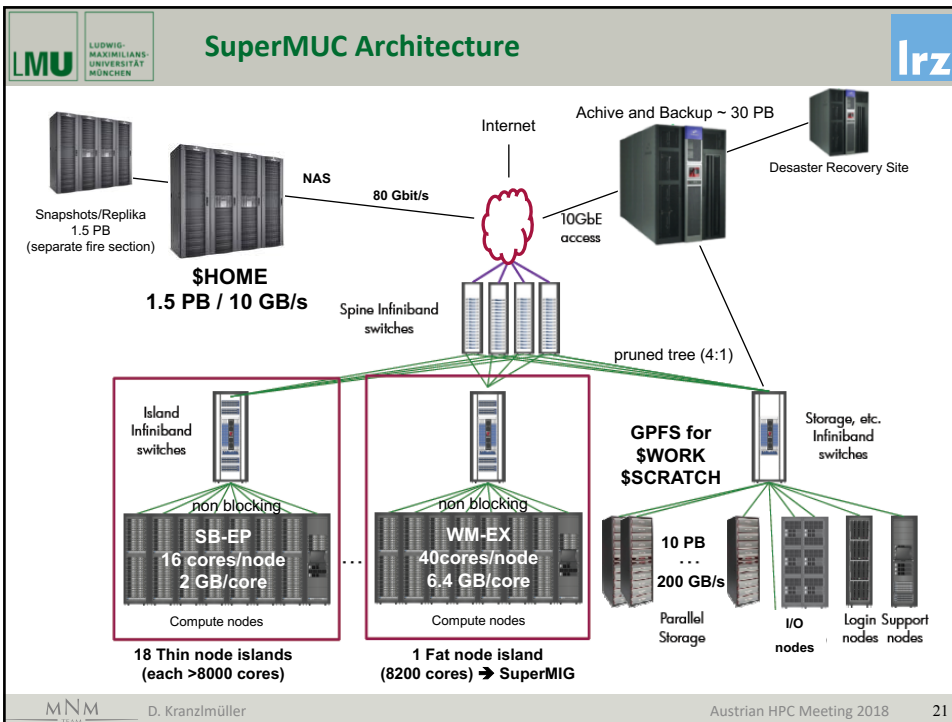 LMU
LUDWIG-
MAXIMILIANS-
UNIVERSITÄT
MÜNCHEN
SuperMUC Architecture
lrz
Internet
Achive and Backup ~ 30 PB
Desaster Recovery Site
NAS
80 Gbit/s
10GbE
access
Snapshots/Replika
1.5 PB
(separate fire section)
$HOME
1.5 PB / 10 GB/s
Spine Infiniband
switches
pruned tree (4:1)
Island
Infiniband
switches
GPFS for
$WORK
$SCRATCH
Storage, etc.
Infiniband
switches
non blocking
SB-EP
16 cores/node
2 GB/core
Compute nodes
...
non blocking
WM-EX
40cores/node
6.4 GB/core
Compute nodes
10 PB
...
200 GB/s
Parallel
Storage
I/O
nodes
Login
nodes
Support
nodes
18 Thin node islands
(each >8000 cores)
1 Fat node island
(8200 cores) ➔ SuperMIG
MNM
TEAM
D. Kranzlmüller
Austrian HPC Meeting 2018
21